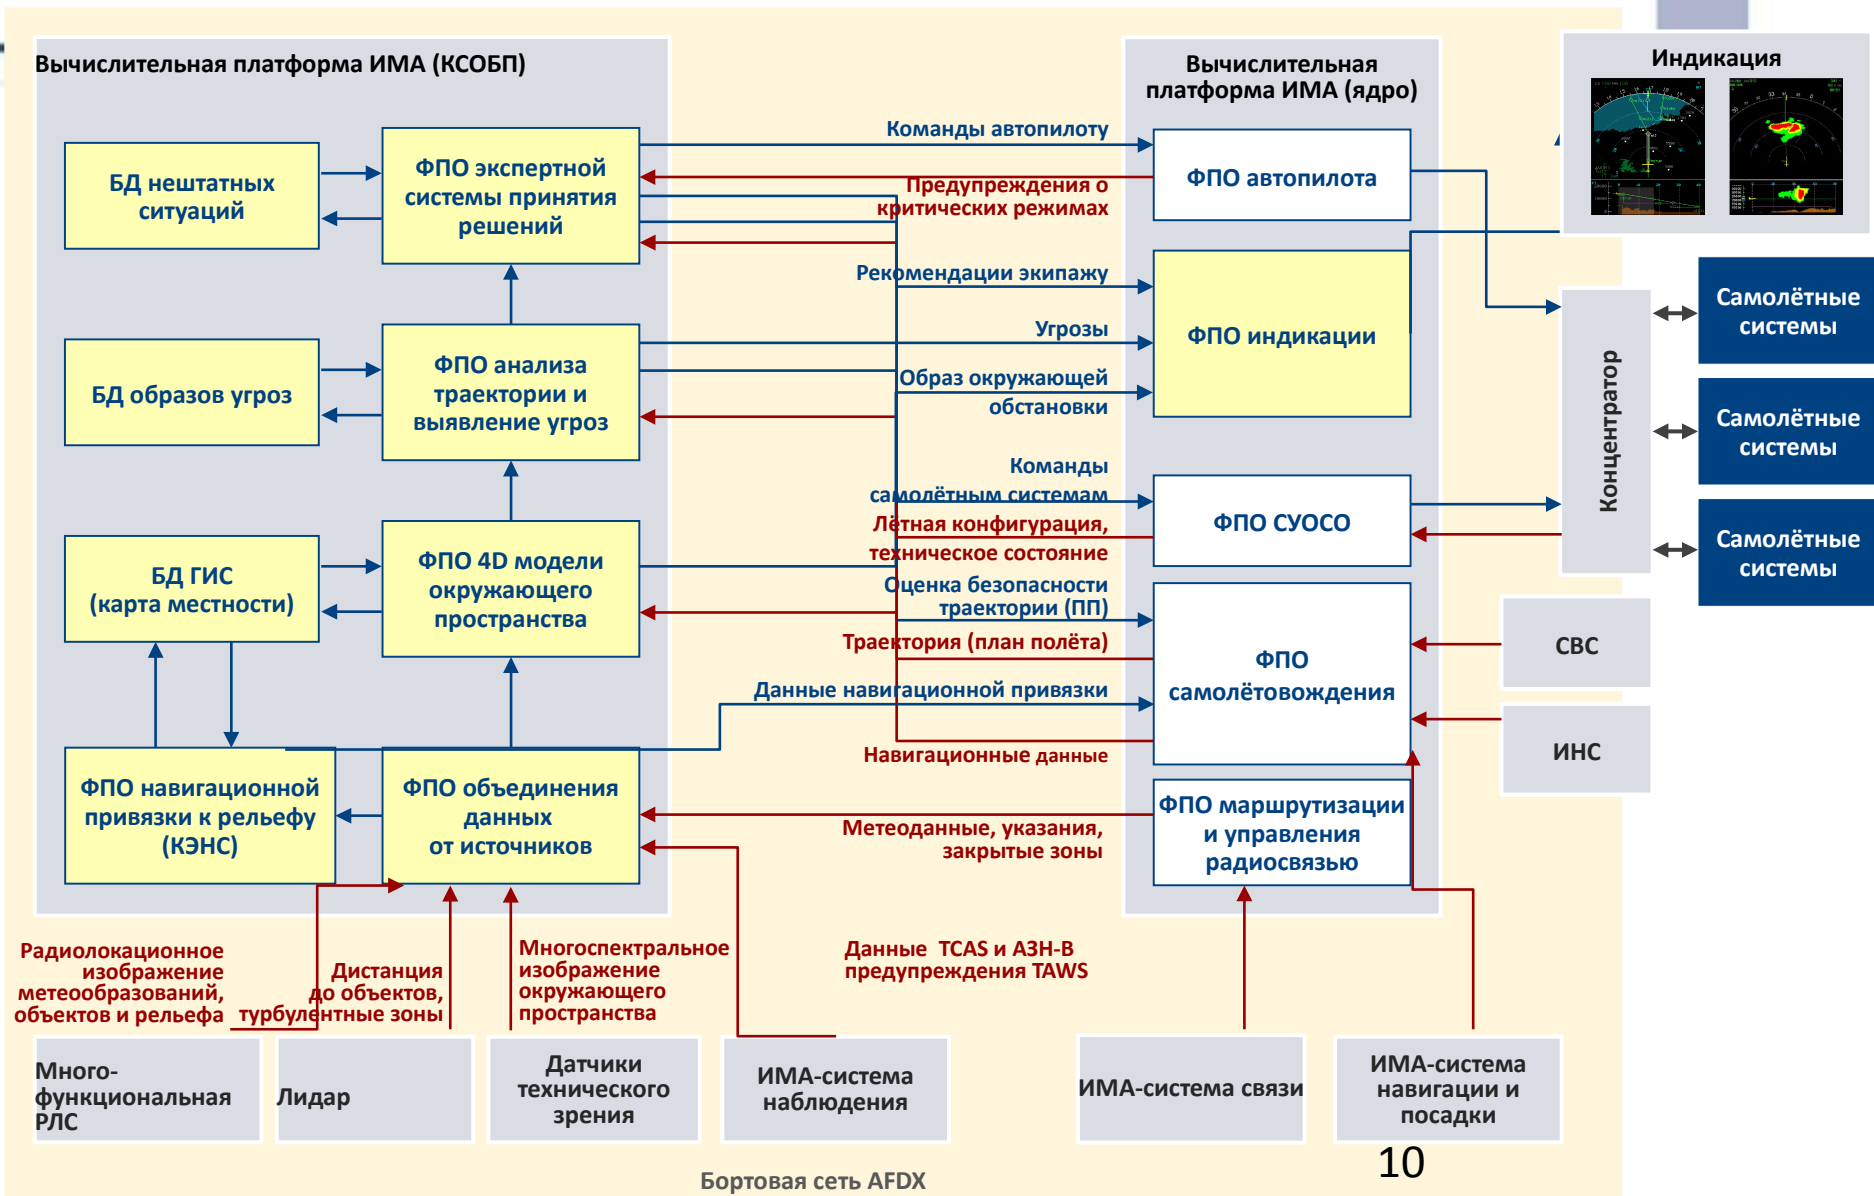 Вычислительная платформа ИМА (КСОБП)
БД нештатных
ситуаций
ФПО экспертной
системы принятия
решений
БД образов угроз
ФПО анализа
траектории и
выявление угроз
БД ГИС
(карта местности)
ФПО 4D модели
окружающего
пространства
ФПО навигационной
привязки к рельефу
(КЭНС)
ФПО объединения
данных
от источников
Команды автопилоту
Предупреждения о
критических режимах
Рекомендации экипажу
Угрозы
Образ окружающей
обстановки
Команды
самолётным системам
Лётная конфигурация,
техническое состояние
Оценка безопасности
траектории (ПП)
Траектория (план полёта)
Данные навигационной привязки
Навигационные данные
Метеоданные, указания,
закрытые зоны
Вычислительная
платформа ИМА (ядро)
ФПО автопилота
ФПО индикации
ФПО СУОСО
ФПО
самолётовождения
ФПО маршрутизации
и управления
радиосвязью
Индикация
Концентратор
Самолётные
системы
Самолётные
системы
Самолётные
системы
СВС
ИНС
Радиолокационное
изображение
метеообразований,
объектов и рельефа
Дистанция
до объектов,
турбулентные зоны
Многоспектральное
изображение
окружающего
пространства
Данные TCAS и АЗН-В
предупреждения TAWS
Много-
функциональная
РЛС
Лидар
Датчики
технического
зрения
ИМА-система
наблюдения
ИМА-система связи
ИМА-система
навигации и
посадки
10
Бортовая сеть AFDX